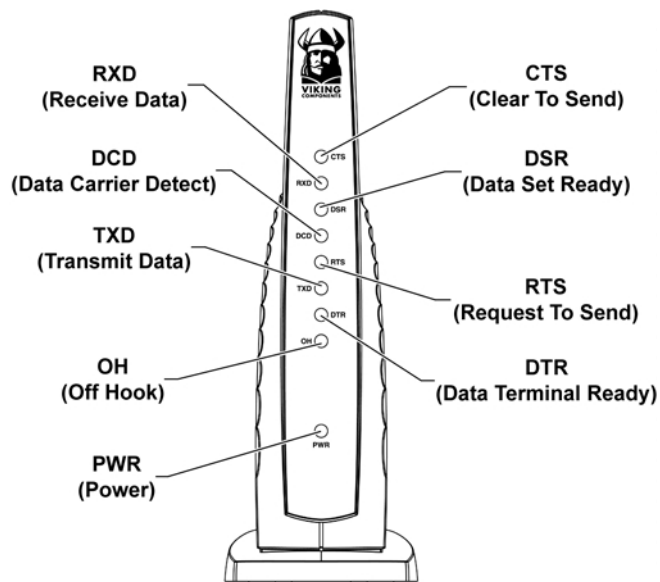 RXD
(Receive Data)
DCD
(Data Carrier Detect)
TXD
(Transmit Data)
OH
(Off Hook)
PWR
(Power)
VIKING
COMPONENTS
CTS
RXD
DSR
DCD
RTS
TXD
DTR
OH
PWR
CTS
(Clear To Send)
DSR
(Data Set Ready)
RTS
(Request To Send)
DTR
(Data Terminal Ready)